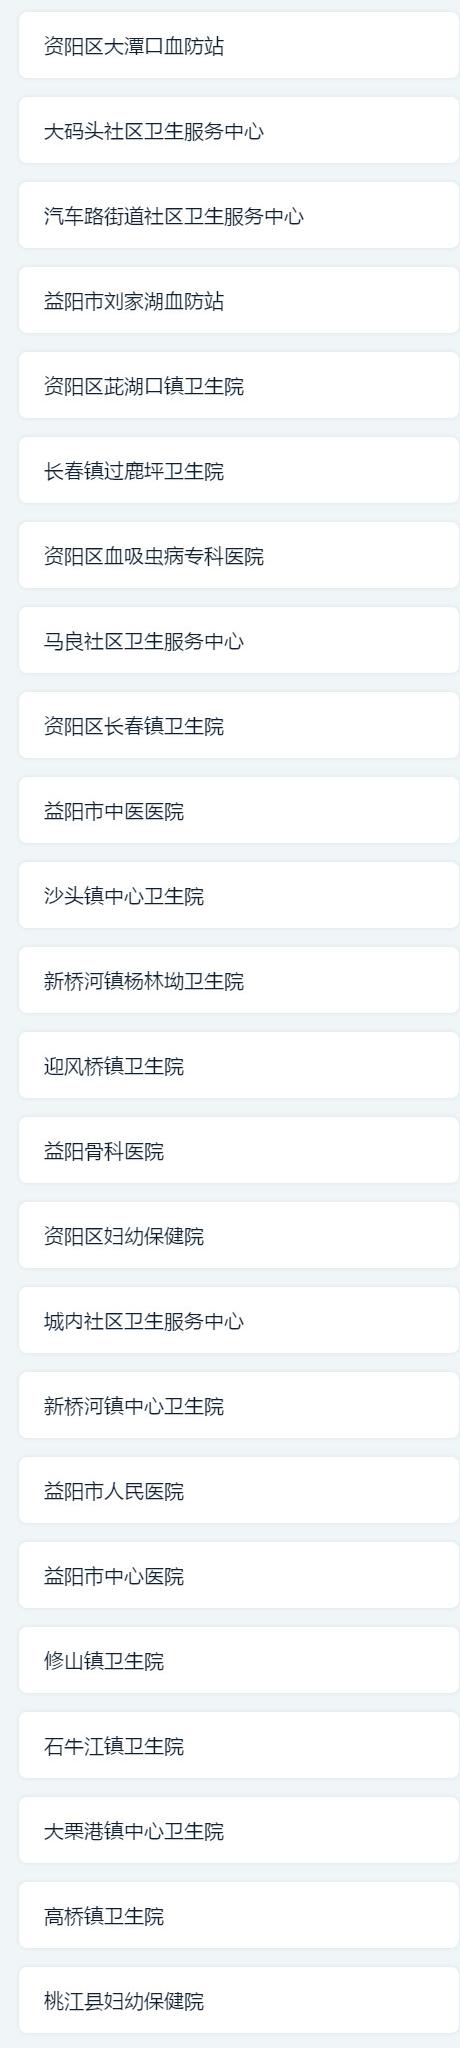 资阳区大潭口血防站
大码头社区卫生服务中心
汽车路街道社区卫生服务中心
益阳市刘家湖血防站
资阳区茈湖口镇卫生院
长春镇过鹿坪卫生院
资阳区血吸虫病专科医院
马良社区卫生服务中心
资阳区长春镇卫生院
益阳市中医医院
沙头镇中心卫生院
新桥河镇杨林坳卫生院
迎风桥镇卫生院
益阳骨科医院
资阳区妇幼保健院
城内社区卫生服务中心
新桥河镇中心卫生院
益阳市人民医院
益阳市中心医院
修山镇卫生院
石牛江镇卫生院
大栗港镇中心卫生院
高桥镇卫生院
桃江县妇幼保健院